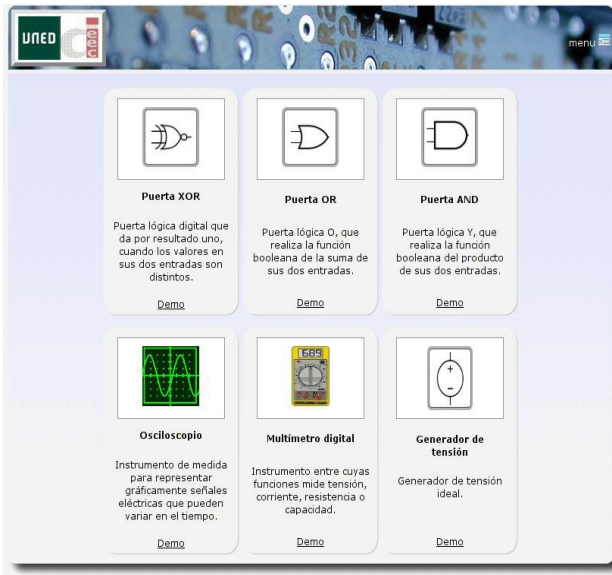 UNED
ieec
menu
Puerta XOR
Puerta lógica digital que
da por resultado uno,
cuando los valores en
sus dos entradas son
distintos.
Demo
Puerta OR
Puerta lógica O, que
realiza la función
booleana de la suma de
sus dos entradas.
Demo
Puerta AND
Puerta lógica Y, que
realiza la función
booleana del producto
de sus dos entradas.
Demo
Osciloscopio
Instrumento de medida
para representar
gráficamente señales
eléctricas que pueden
variar en el tiempo.
Demo
689
Multímetro digital
Instrumento entre cuyas
funciones mide tensión,
corriente, resistencia o
capacidad.
Demo
Generador de
tensión
Generador de tensión
ideal.
Demo